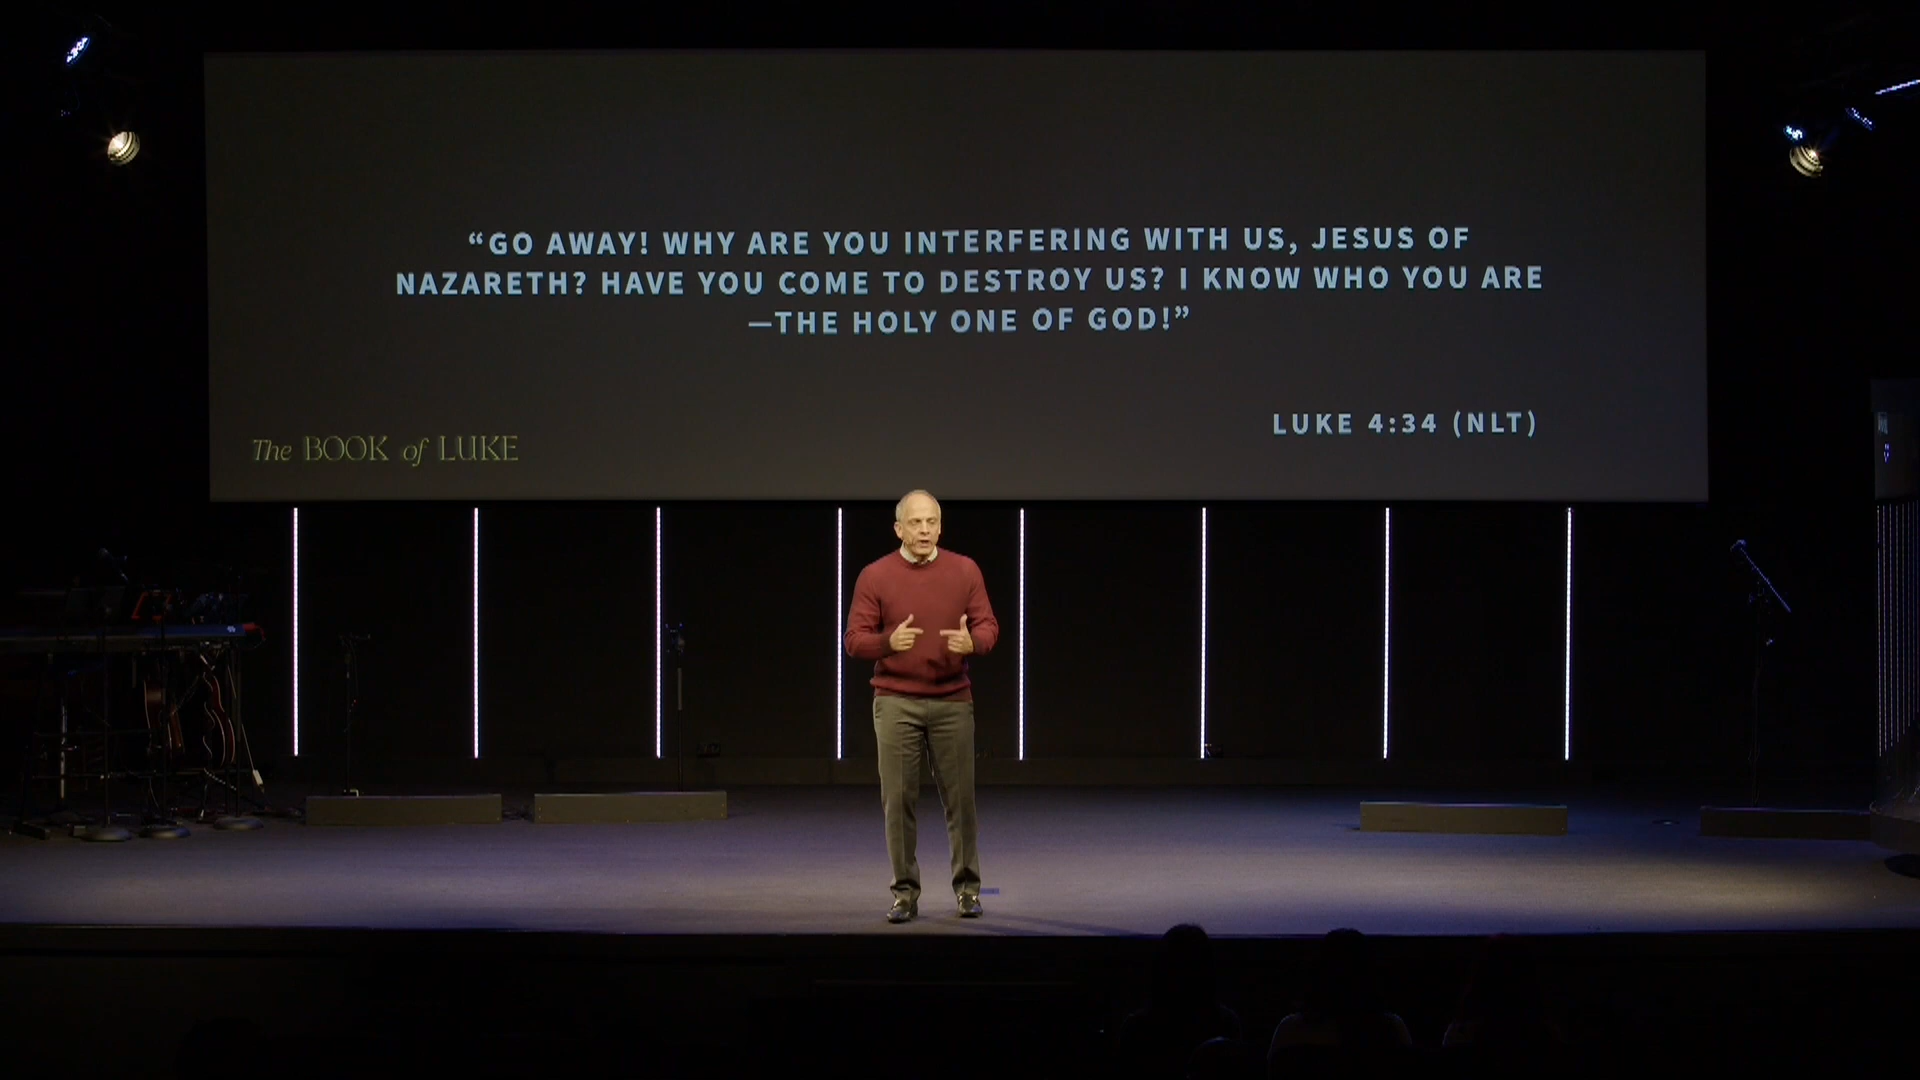 “GO AWAY! WHY ARE YOU INTERFERING WITH US, JESUS OF
NAZARETH? HAVE YOU COME TO DESTROY US? I KNOW WHO YOU ARE
—THE HOLY ONE OF GOD!”
LUKE 4:34 (NLT)
The BOOK of LUKE